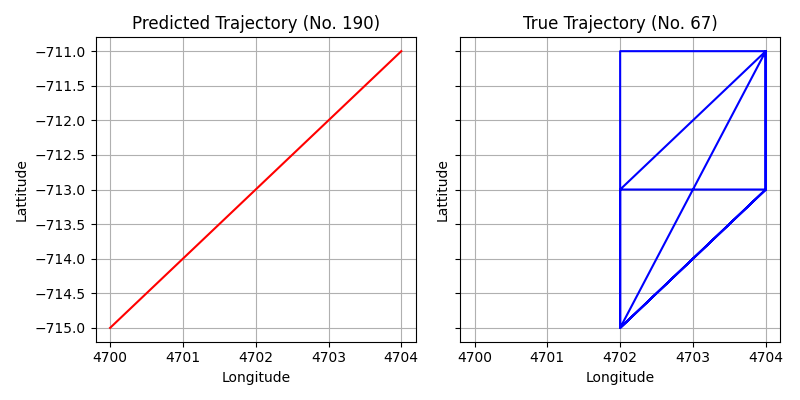 Predicted Trajectory (No. 190)
True Trajectory (No. 67)
Lattitude
−711.0
−711.5
−712.0
−712.5
−713.0
−713.5
−714.0
−714.5
−715.0
4700 4701 4702 4703 4704
Longitude
Lattitude
4700 4701 4702 4703 4704
Longitude